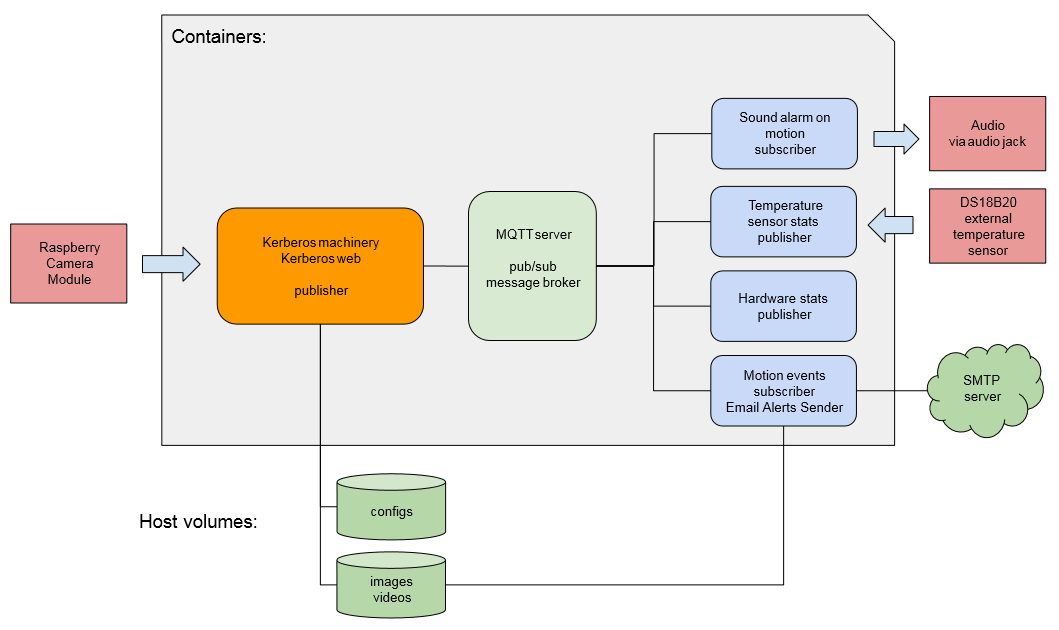 Containers:
Raspberry
Camera
Module
Kerberos machinery
Kerberos web
publisher
MQTT server
pub/sub
message broker
Sound alarm on
motion
subscriber
Temperature
sensor stats
publisher
Hardware stats
publisher
Motion events
subscriber
Email Alerts Sender
Audio
via audio jack
DS18B20
external
temperature
sensor
SMTP
server
Host volumes:
configs
images
videos